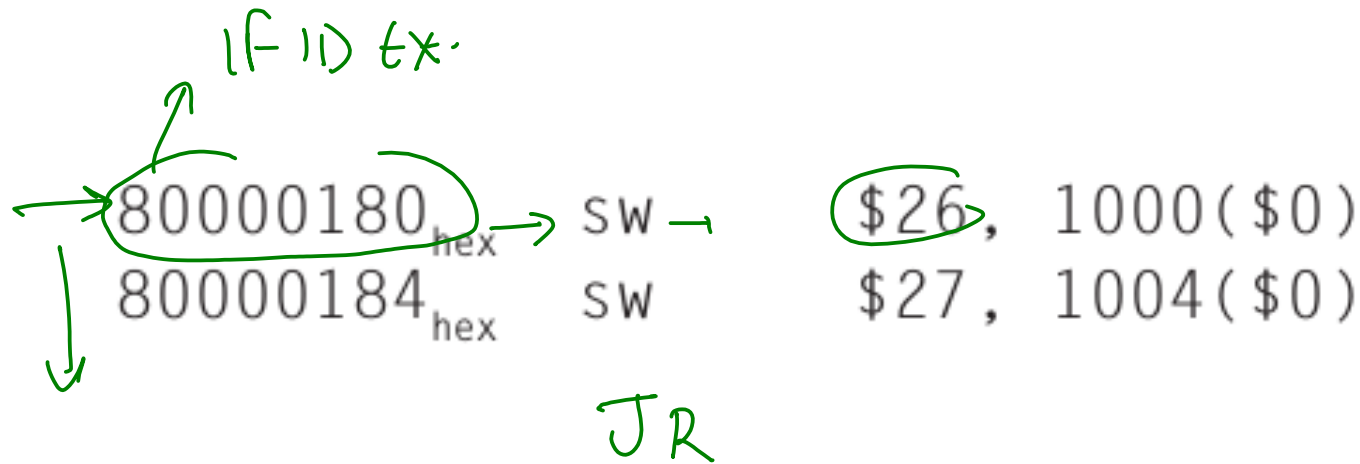 IF ID EX.
80000180hex SW $26, 1000($0)
80000184hex SW $27, 1004($0)
JR